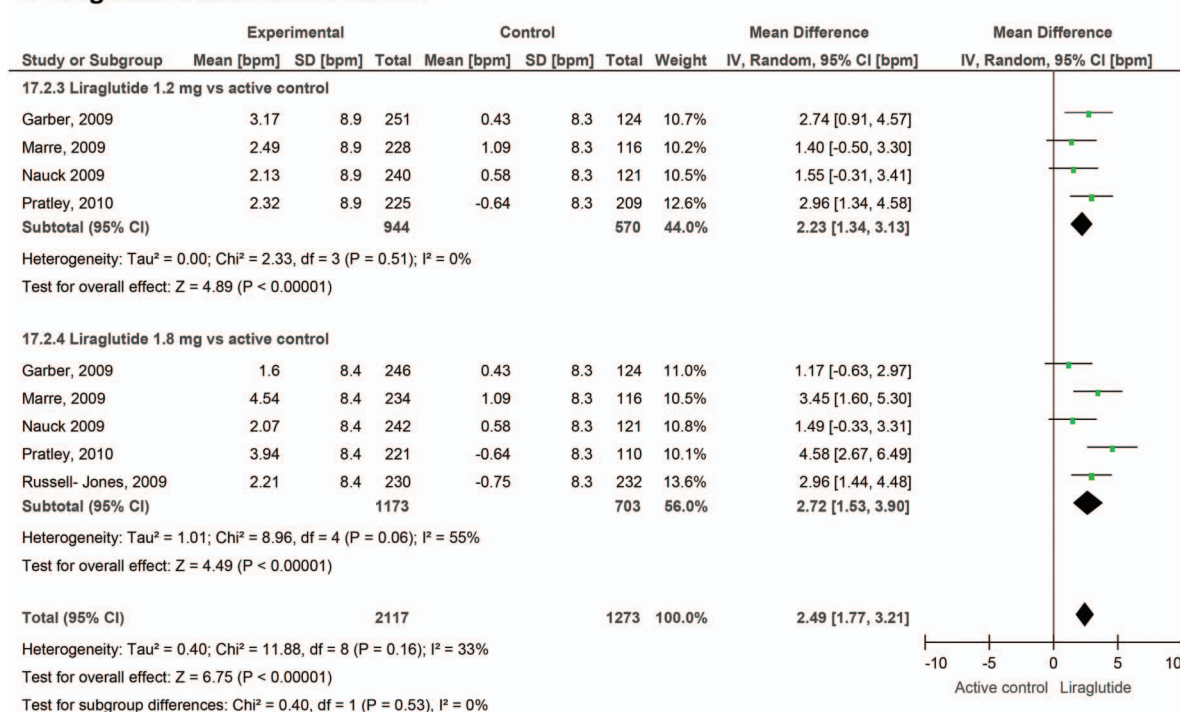 Experimental Control Mean Difference Mean Difference
Study or Subgroup Mean [bpm] SD [bpm] Total Mean [bpm] SD [bpm] Total Weight IV, Random, 95% CI [bpm] IV, Random, 95% CI [bpm]
17.2.3 Liraglutide 1.2 mg vs active control
Garber, 2009 3.17 8.9 251 0.43 8.3 124 10.7% 2.74 [0.91, 4.57]
Marre, 2009 2.49 8.9 228 1.09 8.3 116 10.2% 1.40 [-0.50, 3.30]
Nauck 2009 2.13 8.9 240 0.58 8.3 121 10.5% 1.55 [-0.31, 3.41]
Pratley, 2010 2.32 8.9 225 -0.64 8.3 209 12.6% 2.96 [1.34, 4.58]
Subtotal (95% CI) 944 570 44.0% 2.23 [1.34, 3.13]
Heterogeneity: Tau² = 0.00; Chi² = 2.33, df = 3 (P = 0.51); I² = 0%
Test for overall effect: Z = 4.89 (P < 0.00001)
17.2.4 Liraglutide 1.8 mg vs active control
Garber, 2009 1.6 8.4 246 0.43 8.3 124 11.0% 1.17 [-0.63, 2.97]
Marre, 2009 4.54 8.4 234 1.09 8.3 116 10.5% 3.45 [1.60, 5.30]
Nauck 2009 2.07 8.4 242 0.58 8.3 121 10.8% 1.49 [-0.33, 3.31]
Pratley, 2010 3.94 8.4 221 -0.64 8.3 110 10.1% 4.58 [2.67, 6.49]
Russell- Jones, 2009 2.21 8.4 230 -0.75 8.3 232 13.6% 2.96 [1.44, 4.48]
Subtotal (95% CI) 1173 703 56.0% 2.72 [1.53, 3.90]
Heterogeneity: Tau² = 1.01; Chi² = 8.96, df = 4 (P = 0.06); I² = 55%
Test for overall effect: Z = 4.49 (P < 0.00001)
Total (95% CI) 2117 1273 100.0% 2.49 [1.77, 3.21]
Heterogeneity: Tau² = 0.40; Chi² = 11.88, df = 8 (P = 0.16); I² = 33%
Test for overall effect: Z = 6.75 (P < 0.00001)
Test for subgroup differences: Chi² = 0.40, df = 1 (P = 0.53), I² = 0%
-10 -5 0 5 10
Active control Liraglutide